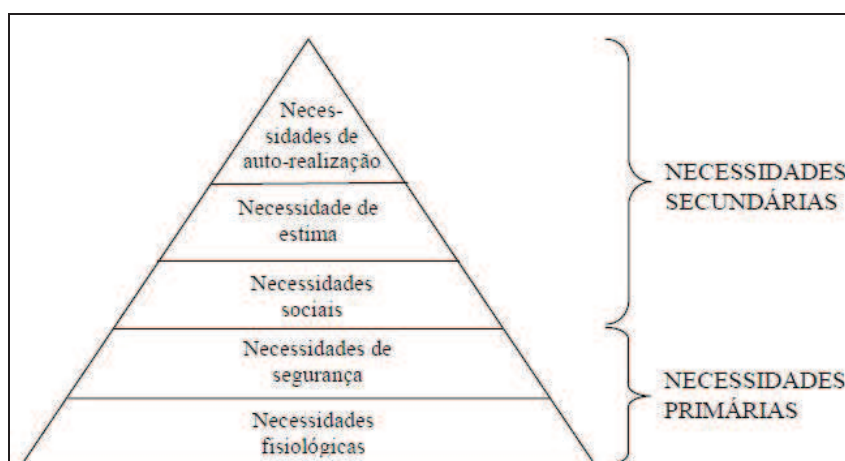 Neces-
sidades de
auto-realização
Necessidade de
estima
Necessidades
sociais
Necessidades de
segurança
Necessidades
fisiológicas
NECESSIDADES
SECUNDÁRIAS
NECESSIDADES
PRIMÁRIAS